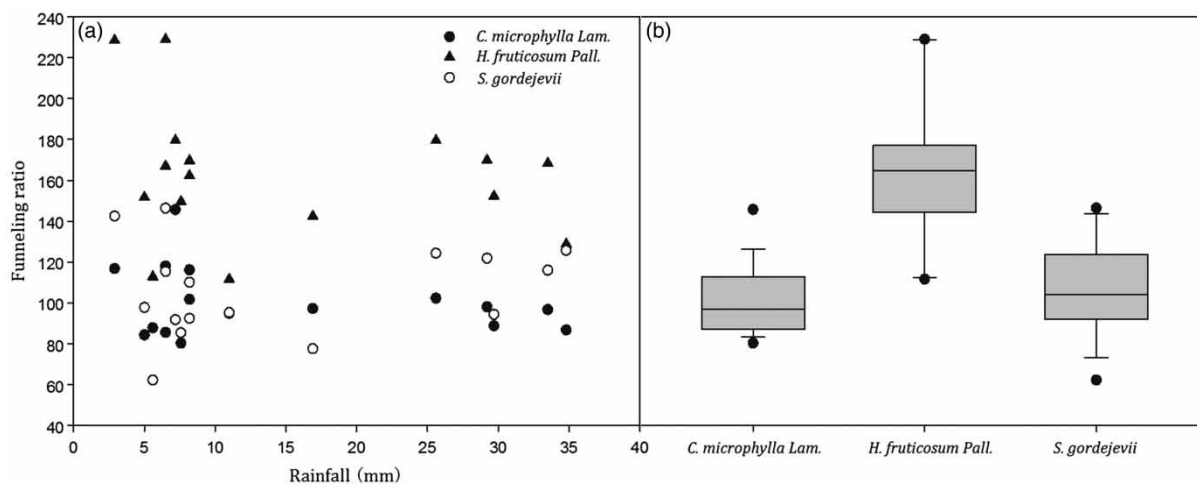 (a)
C. microphylla Lam.
H. fruticosum Pall.
S. gordejevii
240
220
200
180
160
140
120
100
80
60
40
Funneling ratio
0 5 10 15 20 25 30 35 40
Rainfall (mm)
(b)
C. microphylla Lam. H. fruticosum Pall. S. gordejevii